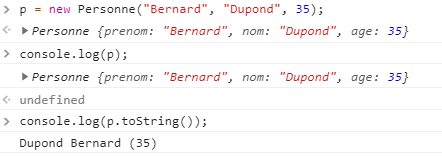 > p = new Personne("Bernard", "Dupond", 35);
<· ▶ Personne {prenom: "Bernard", nom: "Dupond", age: 35}
> console.log(p);
▶ Personne {prenom: "Bernard", nom: "Dupond", age: 35}
<· undefined
> console.log(p.toString());
Dupond Bernard (35)